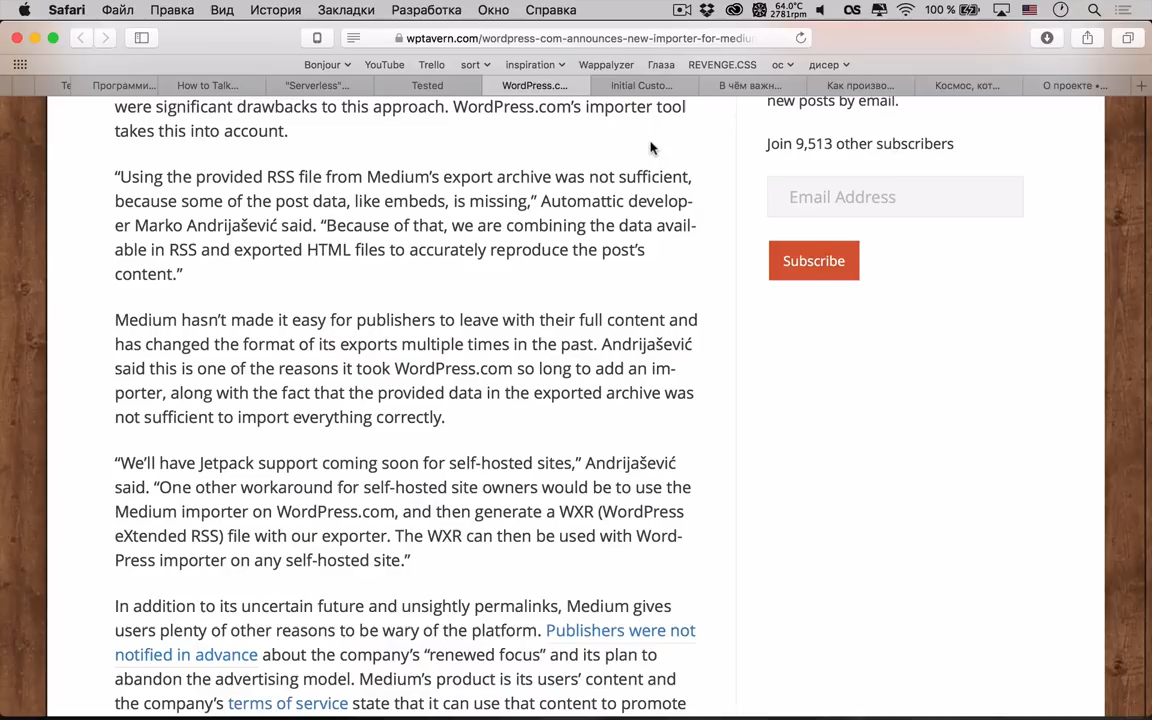 Safari Файл Правка Вид История Закладки Разработка Окно Справка 64.0°C 2781rpm 100 %
wptavern.com/wordpress-com-announces-new-importer-for-mediu
Bonjour YouTube Trello sort inspiration Wappalyzer Глаза REVENGE.CSS ос дисер
Те Программи... How to Talk... "Serverless"... Tested WordPress.c... Initial Custo... В чём важн... Как произво... Космос, кот... О проекте •...
were significant drawbacks to this approach. WordPress.com's importer tool
takes this into account.
“Using the provided RSS file from Medium’s export archive was not sufficient,
because some of the post data, like embeds, is missing,” Automattic develop-
er Marko Andrijašević said. “Because of that, we are combining the data avail-
able in RSS and exported HTML files to accurately reproduce the post’s
content.”
Medium hasn’t made it easy for publishers to leave with their full content and
has changed the format of its exports multiple times in the past. Andrijašević
said this is one of the reasons it took WordPress.com so long to add an im-
porter, along with the fact that the provided data in the exported archive was
not sufficient to import everything correctly.
“We’ll have Jetpack support coming soon for self-hosted sites,” Andrijašević
said. “One other workaround for self-hosted site owners would be to use the
Medium importer on WordPress.com, and then generate a WXR (WordPress
eXtended RSS) file with our exporter. The WXR can then be used with Word-
Press importer on any self-hosted site.”
In addition to its uncertain future and unsightly permalinks, Medium gives
users plenty of other reasons to be wary of the platform. Publishers were not
notified in advance about the company’s “renewed focus” and its plan to
abandon the advertising model. Medium’s product is its users’ content and
the company’s terms of service state that it can use that content to promote
new posts by email.
Join 9,513 other subscribers
Email Address
Subscribe